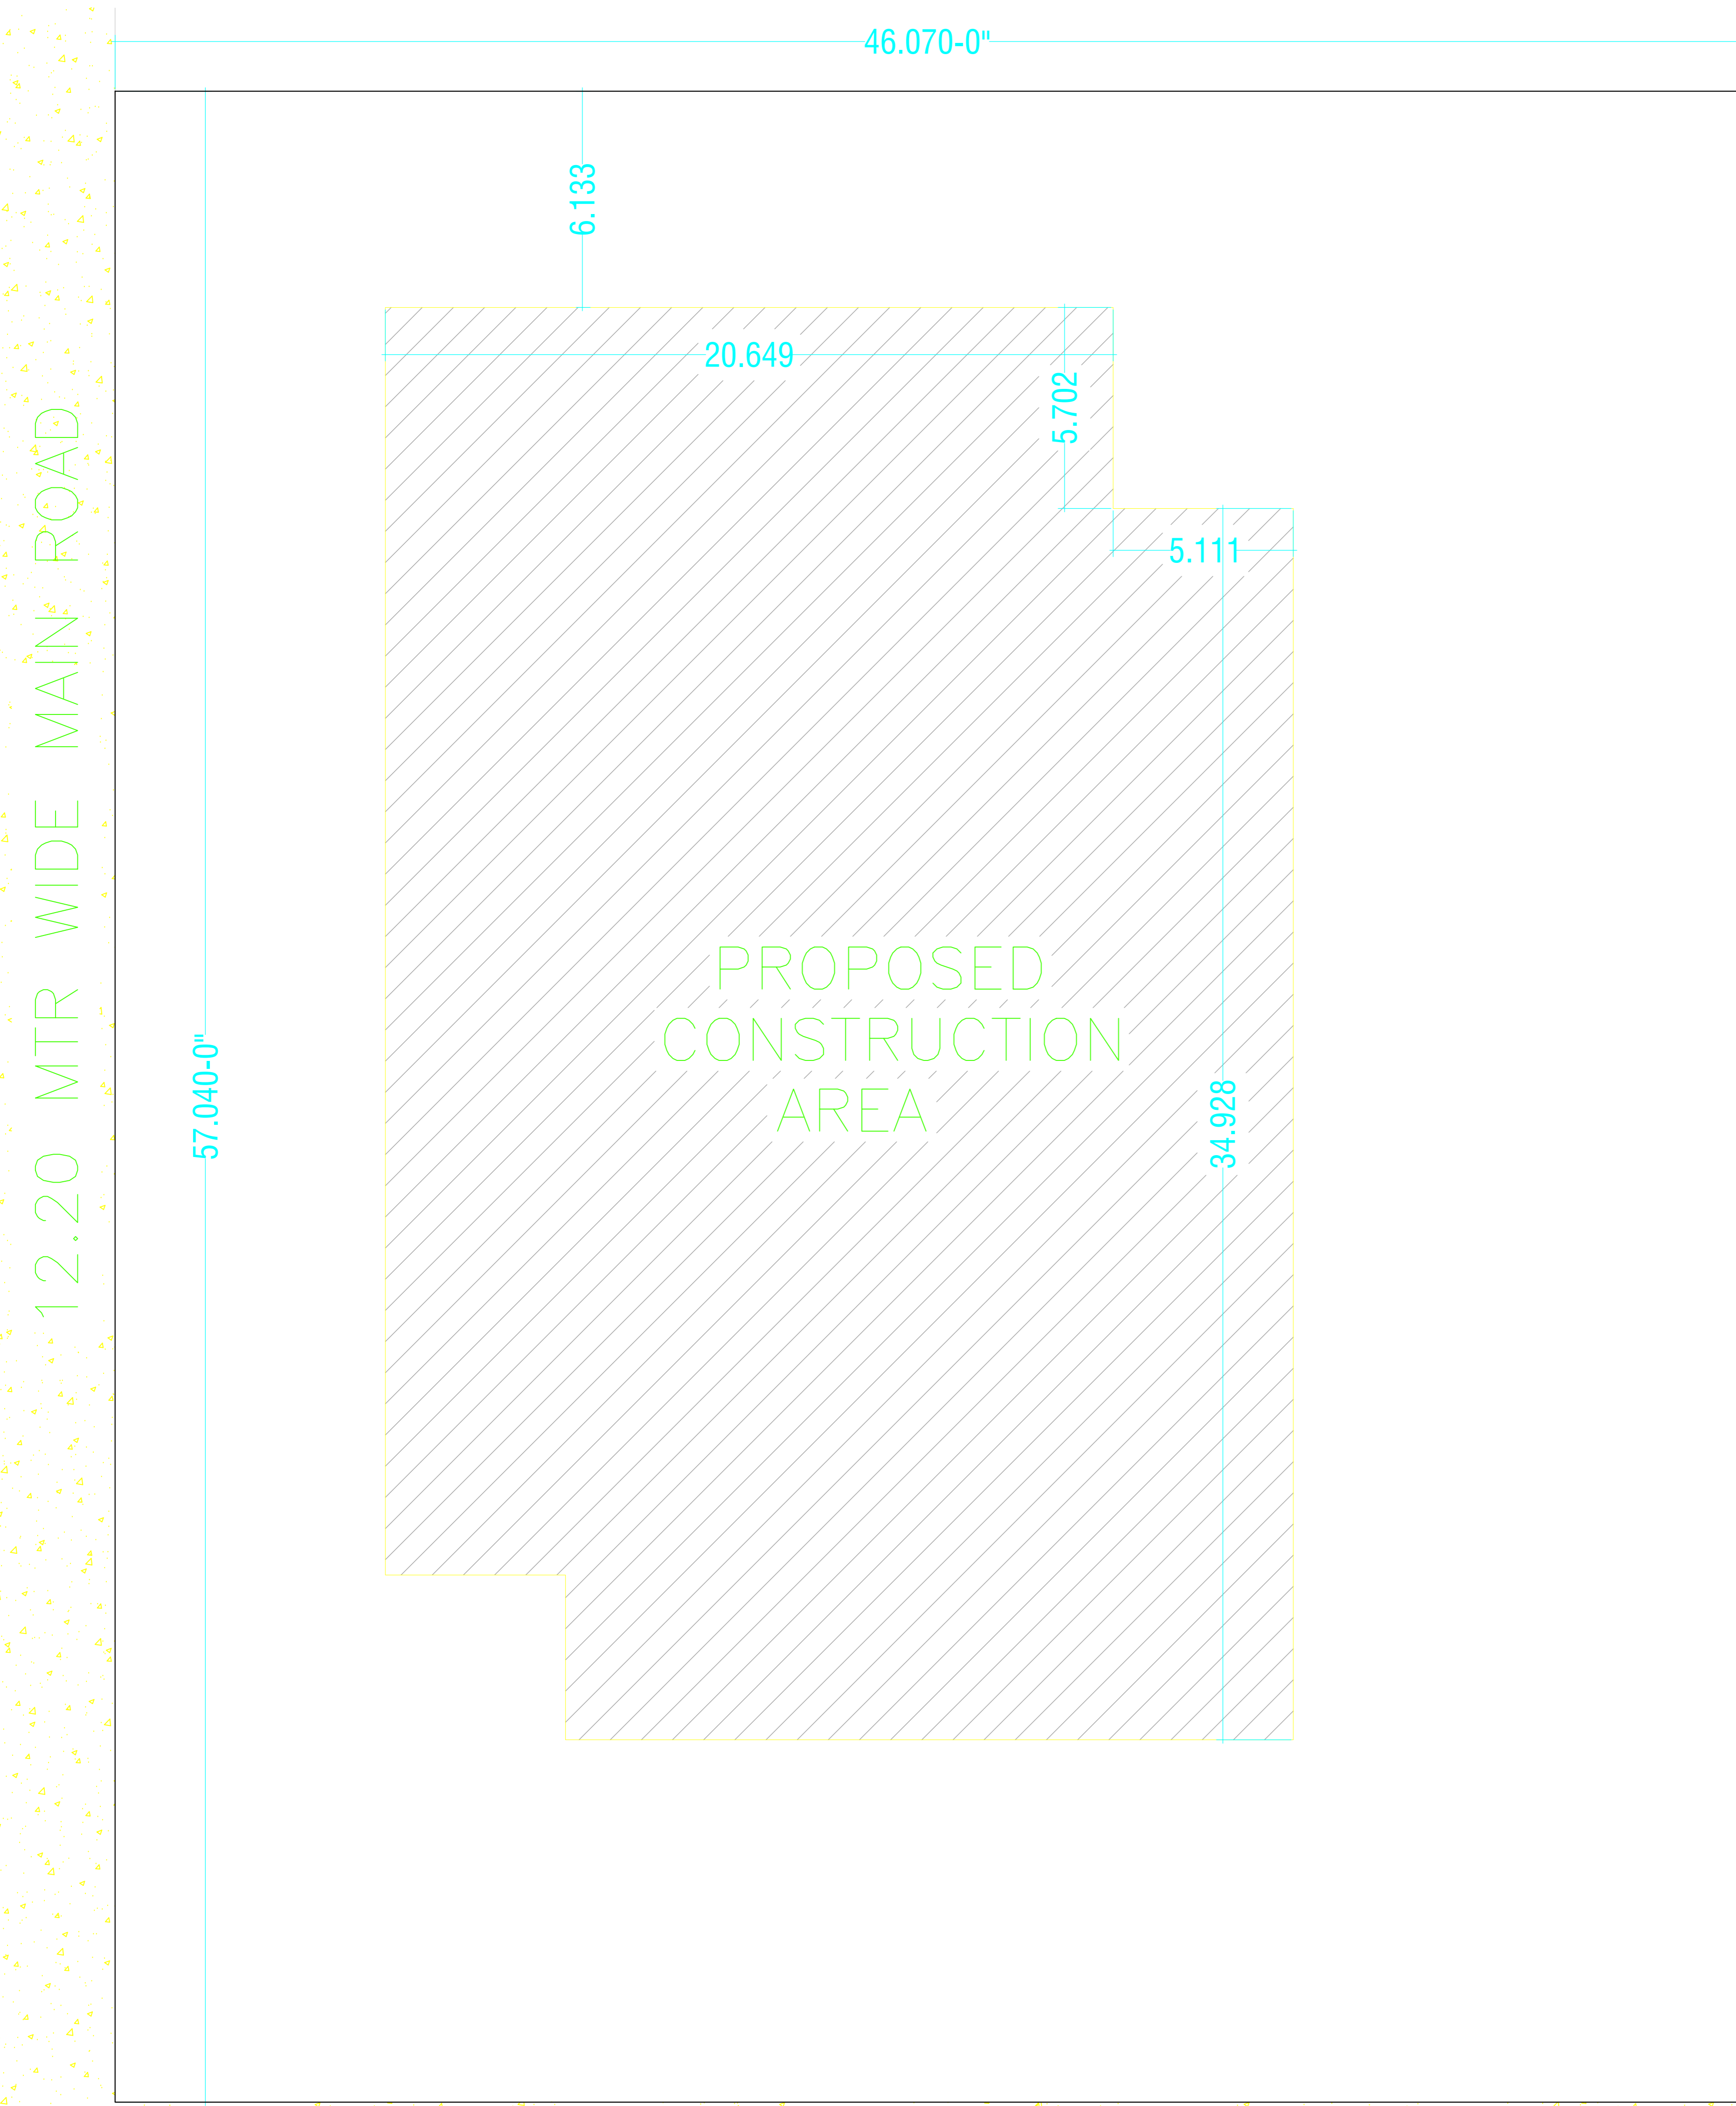 46.070-0"
6.133
20.649
5.702
5.111
12.20 MTR WIDE MAIN ROAD
57.040-0"
PROPOSED
CONSTRUCTION
AREA
34.928